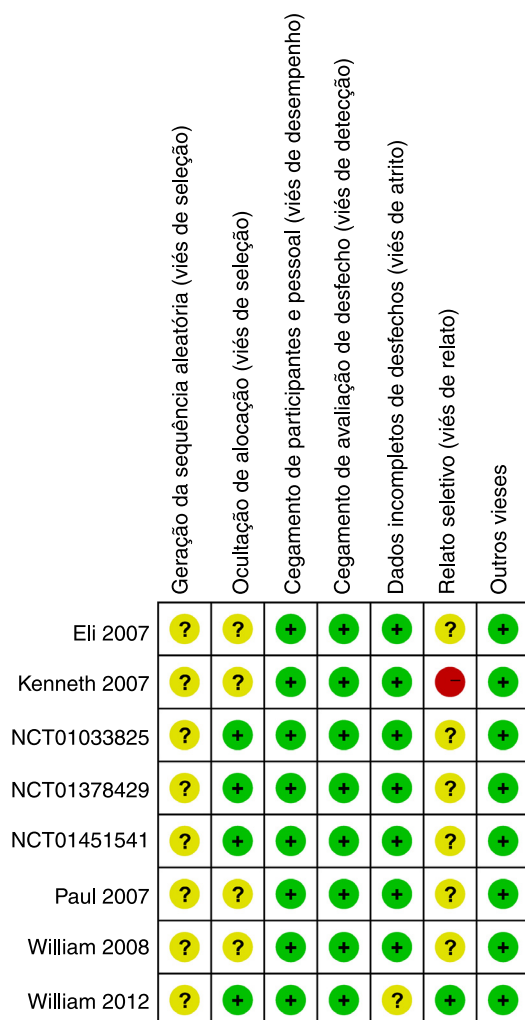 Geração da sequência aleatória (viés de seleção)
Ocultação de alocação (viés de seleção)
Cegamento de participantes e pessoal (viés de desempenho)
Cegamento de avaliação de desfecho (viés de detecção)
Dados incompletos de desfechos (viés de atrito)
Relato seletivo (viés de relato)
Outros vieses
Eli 2007 ? ? + + + ? +
Kenneth 2007 ? ? + + + − +
NCT01033825 ? + + + + ? +
NCT01378429 ? + + + + ? +
NCT01451541 ? + + + + ? +
Paul 2007 ? ? + + + ? +
William 2008 ? ? + + + ? +
William 2012 ? + + + ? + +